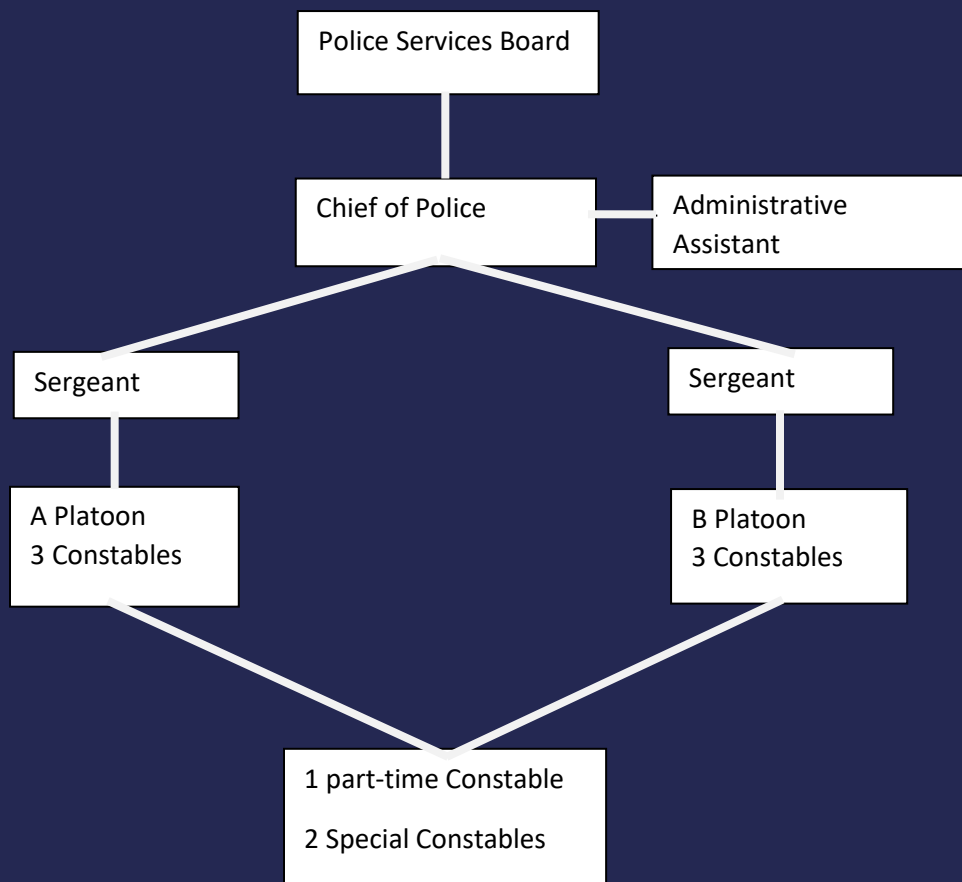 Police Services Board
Chief of Police
Administrative
Assistant
Sergeant
Sergeant
A Platoon
3 Constables
B Platoon
3 Constables
1 part-time Constable
2 Special Constables